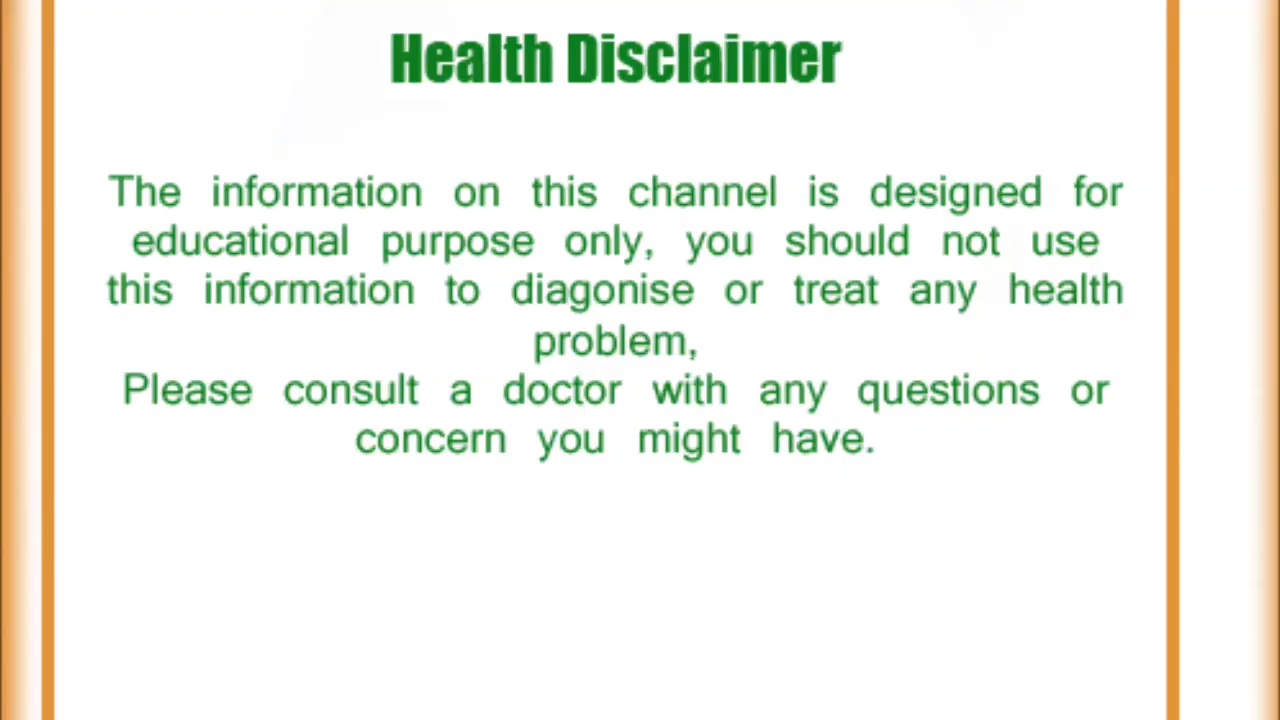 Health Disclaimer
The information on this channel is designed for
educational purpose only, you should not use
this information to diagonise or treat any health
problem,
Please consult a doctor with any questions or
concern you might have.